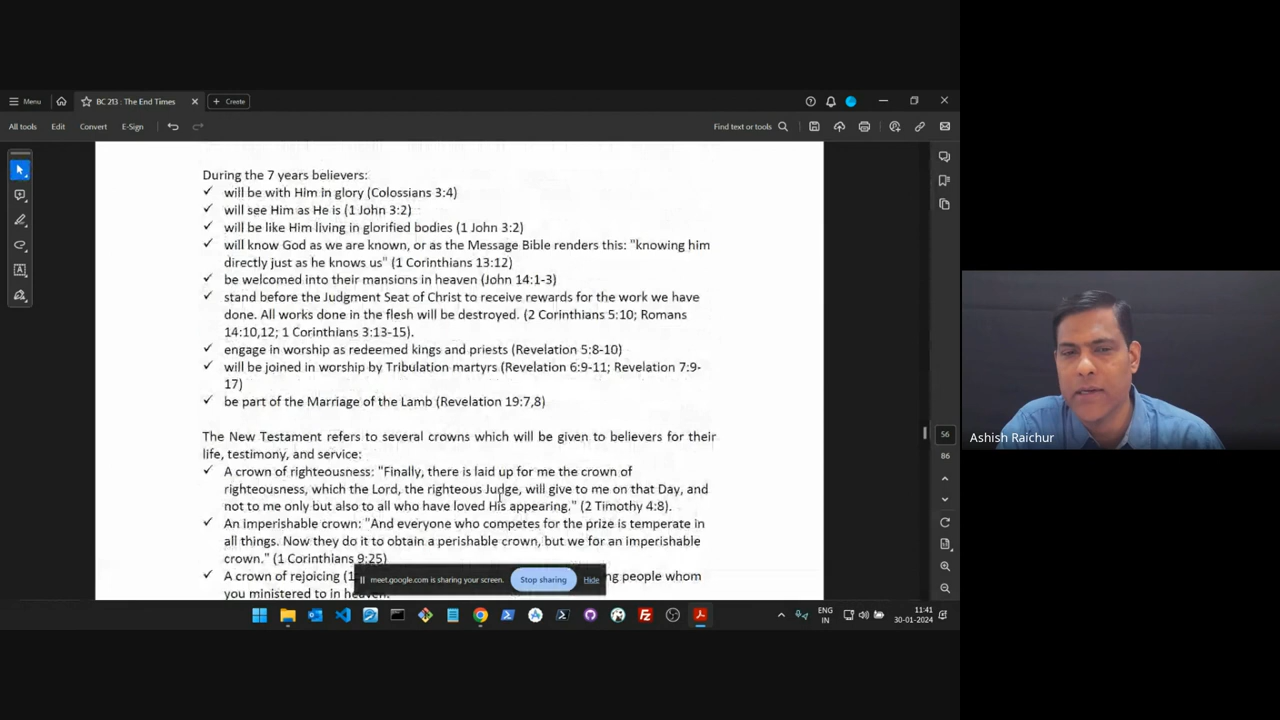 Menu
BC 213 : The End Times
Create
All tools
Edit
Convert
E-Sign
Find text or tools
During the 7 years believers:
✓ will be with Him in glory (Colossians 3:4)
✓ will see Him as He is (1 John 3:2)
✓ will be like Him living in glorified bodies (1 John 3:2)
✓ will know God as we are known, or as the Message Bible renders this: "knowing him
directly just as he knows us" (1 Corinthians 13:12)
✓ be welcomed into their mansions in heaven (John 14:1-3)
✓ stand before the Judgment Seat of Christ to receive rewards for the work we have
done. All works done in the flesh will be destroyed. (2 Corinthians 5:10; Romans
14:10,12; 1 Corinthians 3:13-15).
✓ engage in worship as redeemed kings and priests (Revelation 5:8-10)
✓ will be joined in worship by Tribulation martyrs (Revelation 6:9-11; Revelation 7:9-
17)
✓ be part of the Marriage of the Lamb (Revelation 19:7,8)
The New Testament refers to several crowns which will be given to believers for their
life, testimony, and service:
✓ A crown of righteousness: "Finally, there is laid up for me the crown of
righteousness, which the Lord, the righteous Judge, will give to me on that Day, and
not to me only but also to all who have loved His appearing." (2 Timothy 4:8).
✓ An imperishable crown: "And everyone who competes for the prize is temperate in
all things. Now they do it to obtain a perishable crown, but we for an imperishable
crown." (1 Corinthians 9:25)
✓ A crown of rejoicing (1 people whom
you ministered to in heaven.
meet.google.com is sharing your screen.
Stop sharing
Hide
56
86
Ashish Raichur
ENG
IN
11:41
30-01-2024